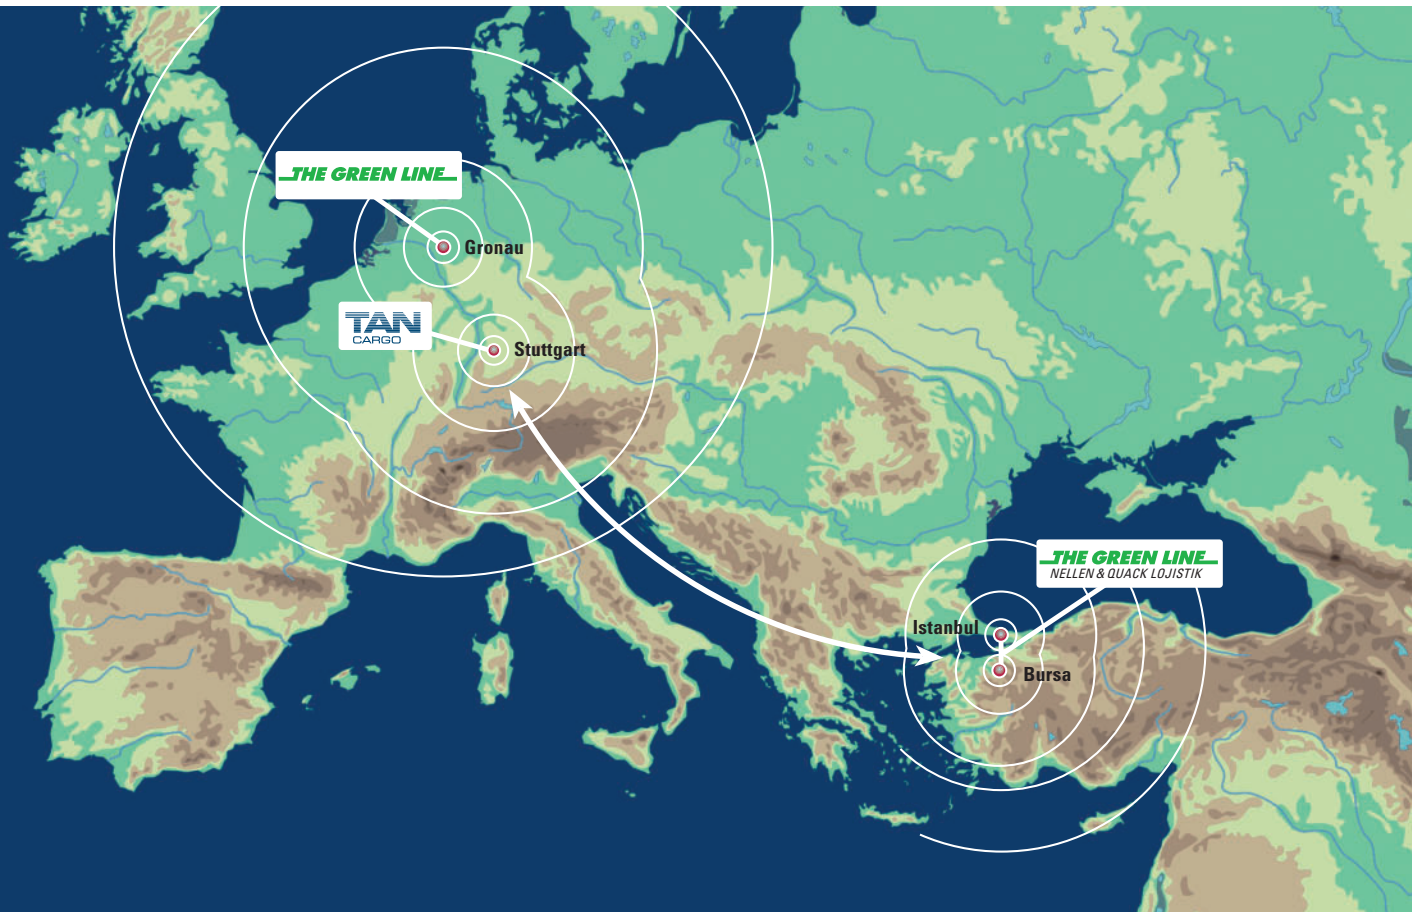 THE GREEN LINE
Gronau
TAN
CARGO
Stuttgart
THE GREEN LINE
NELLEN & QUACK LOJISTIK
Istanbul
Bursa